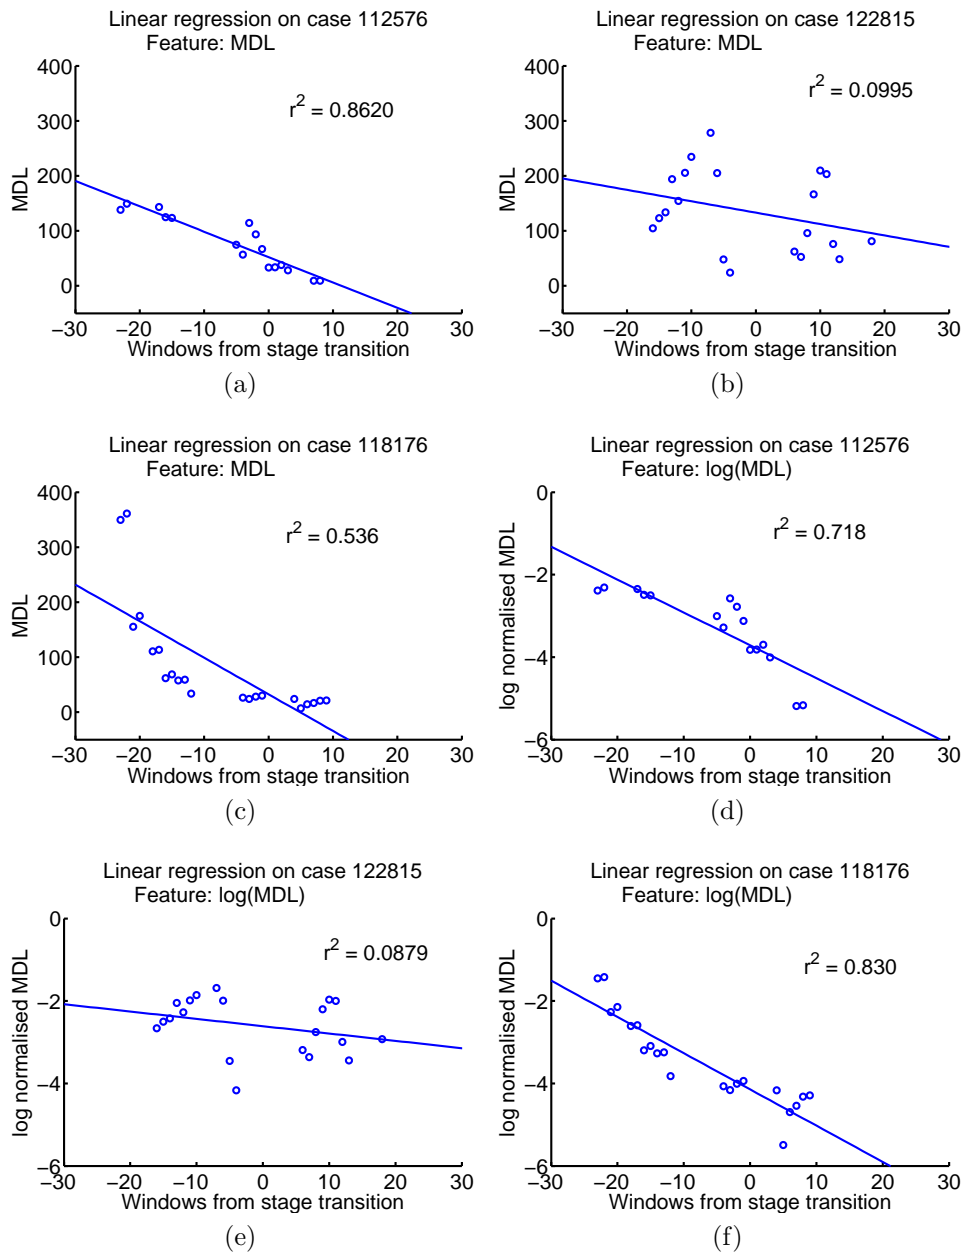 Linear regression on case 112576
Feature: MDL
400
300
200
100
0
MDL
r² = 0.8620
−30 −20 −10 0 10 20 30
Windows from stage transition
(a)
Linear regression on case 122815
Feature: MDL
400
300
200
100
0
MDL
r² = 0.0995
−30 −20 −10 0 10 20 30
Windows from stage transition
(b)
Linear regression on case 118176
Feature: MDL
400
300
200
100
0
MDL
r² = 0.536
−30 −20 −10 0 10 20 30
Windows from stage transition
(c)
Linear regression on case 112576
Feature: log(MDL)
0
−2
−4
−6
log normalised MDL
r² = 0.718
−30 −20 −10 0 10 20 30
Windows from stage transition
(d)
Linear regression on case 122815
Feature: log(MDL)
0
−2
−4
−6
log normalised MDL
r² = 0.0879
−30 −20 −10 0 10 20 30
Windows from stage transition
(e)
Linear regression on case 118176
Feature: log(MDL)
0
−2
−4
−6
log normalised MDL
r² = 0.830
−30 −20 −10 0 10 20 30
Windows from stage transition
(f)